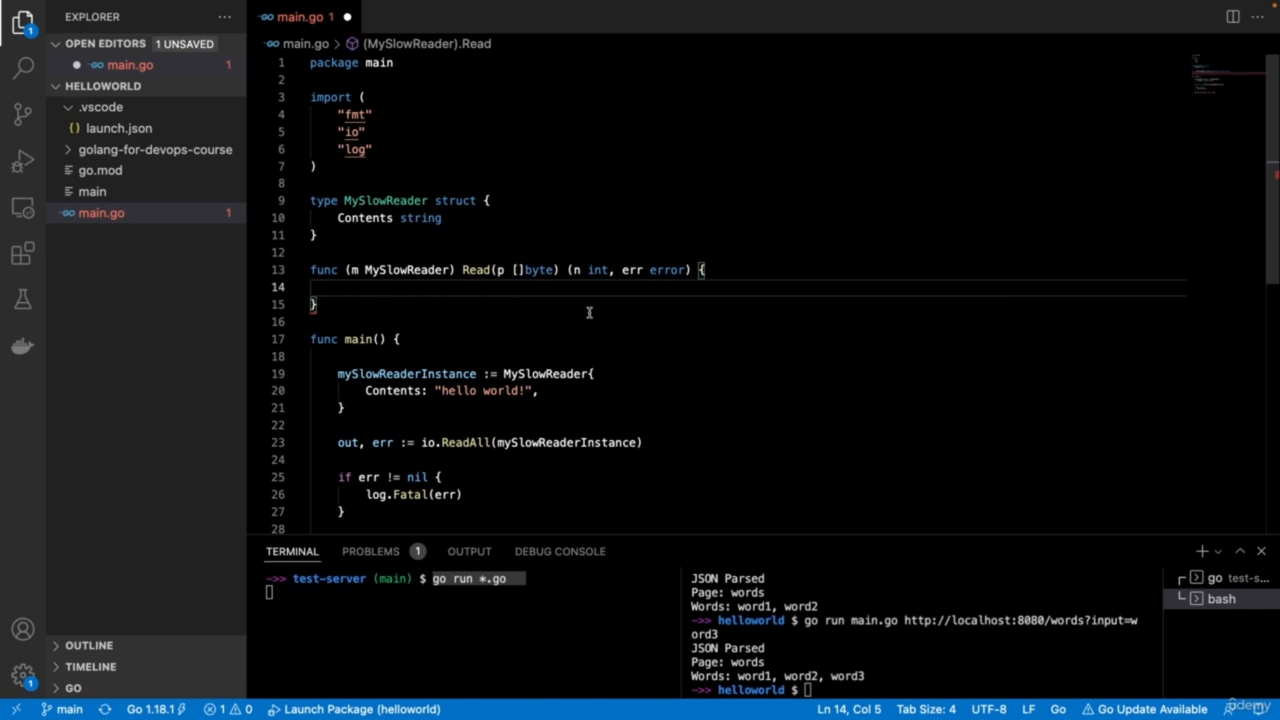 EXPLORER
OPEN EDITORS 1 UNSAVED
main.go 1
HELLOWORLD
.vscode
{} launch.json
golang-for-devops-course
go.mod
main
main.go 1
OUTLINE
TIMELINE
GO
main.go 1
main.go > (MySlowReader).Read
1 package main
2
3 import (
4 "fmt"
5 "io"
6 "log"
7 )
8
9 type MySlowReader struct {
10 Contents string
11 }
12
13 func (m MySlowReader) Read(p []byte) (n int, err error) {
14
15 }
16
17 func main() {
18
19 mySlowReaderInstance := MySlowReader{
20 Contents: "hello world!",
21 }
22
23 out, err := io.ReadAll(mySlowReaderInstance)
24
25 if err != nil {
26 log.Fatal(err)
27 }
28
TERMINAL PROBLEMS 1 OUTPUT DEBUG CONSOLE
->> test-server (main) $ go run *.go
JSON Parsed
Page: words
Words: word1, word2
->> helloworld $ go run main.go http://localhost:8080/words?input=w
ord3
JSON Parsed
Page: words
Words: word1, word2, word3
->> helloworld $
go test-s...
bash
1
1
main Go 1.18.1 1 0 Launch Package (helloworld) Ln 14, Col 5 Tab Size: 4 UTF-8 LF Go Go Update Available
udemy